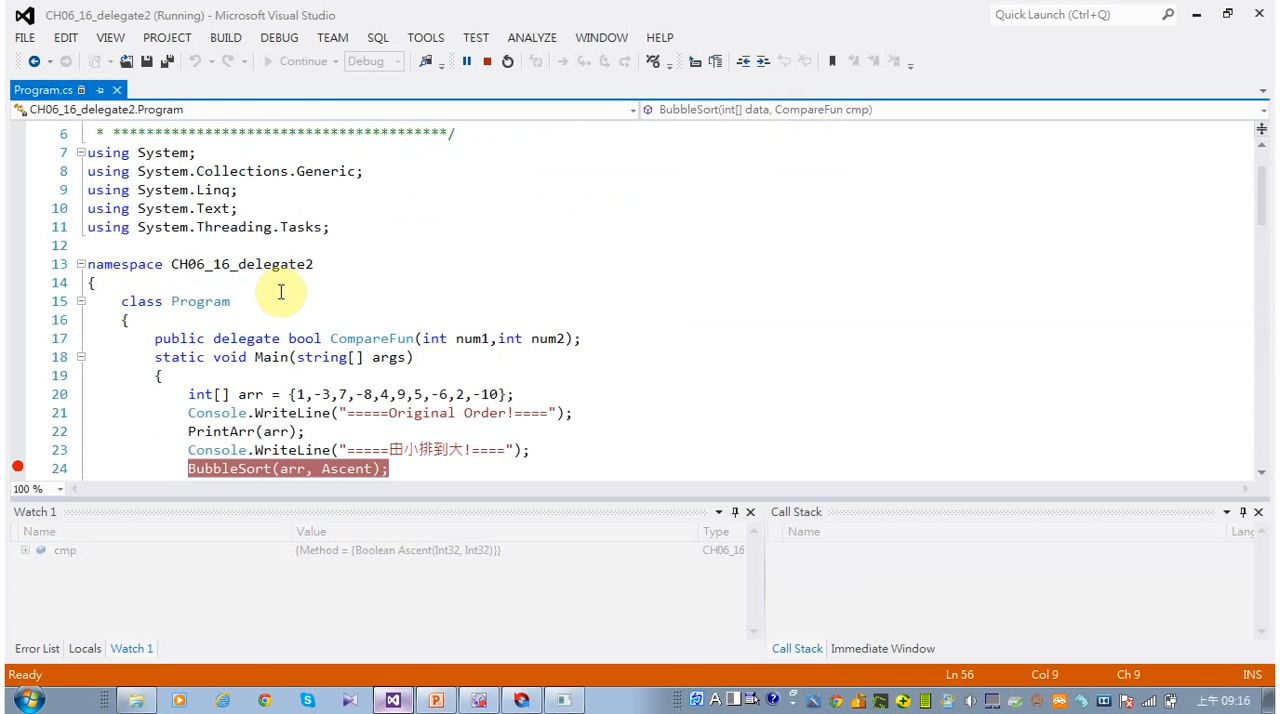 CH06_16_delegate2 (Running) - Microsoft Visual Studio
Quick Launch (Ctrl+Q)
FILE EDIT VIEW PROJECT BUILD DEBUG TEAM SQL TOOLS TEST ANALYZE WINDOW HELP
Continue Debug
Program.cs
CH06_16_delegate2.Program BubbleSort(int[] data, CompareFun cmp)
6 * ****************************************/
7 using System;
8 using System.Collections.Generic;
9 using System.Linq;
10 using System.Text;
11 using System.Threading.Tasks;
12
13 namespace CH06_16_delegate2
14 {
15 class Program
16 {
17 public delegate bool CompareFun(int num1,int num2);
18 static void Main(string[] args)
19 {
20 int[] arr = {1,-3,7,-8,4,9,5,-6,2,-10};
21 Console.WriteLine("=====Original Order!====");
22 PrintArr(arr);
23 Console.WriteLine("=====由小排到大!====");
24 BubbleSort(arr, Ascent);
100 %
Watch 1 Call Stack
Name Value Type Name Lang
cmp {Method = {Boolean Ascent(Int32, Int32)}} CH06_16
Error List Locals Watch 1 Call Stack Immediate Window
Ready Ln 56 Col 9 Ch 9 INS
上午 09:16